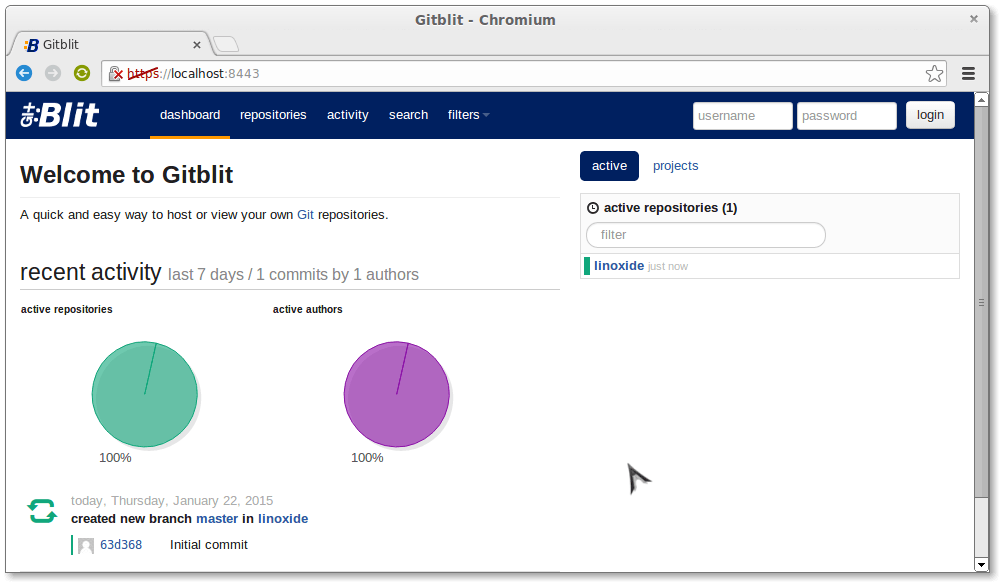 Gitblit - Chromium
Gitblit
https://localhost:8443
git:Blit dashboard repositories activity search filters username password login
Welcome to Gitblit
A quick and easy way to host or view your own Git repositories.
recent activity last 7 days / 1 commits by 1 authors
active repositories active authors
100% 100%
today, Thursday, January 22, 2015
created new branch master in linoxide
63d368 Initial commit
active projects
active repositories (1)
filter
linoxide just now